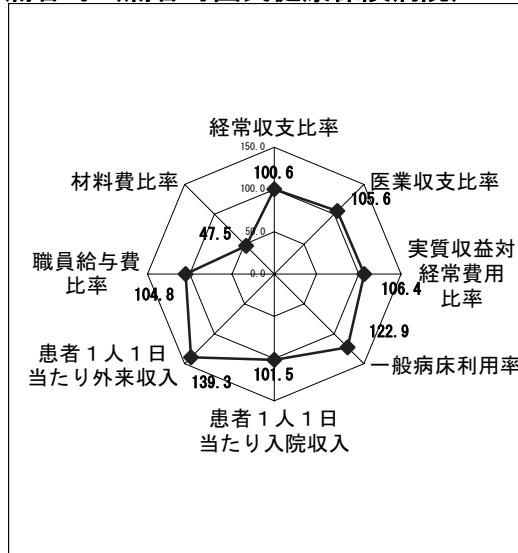 経常収支比率
150.0
100.6
材料費比率
医業収支比率
100.0
105.6
47.5
50.0
職員給与費
比率
実質収益対
経常費用
比率
0.0
104.8
106.4
122.9
患者１人１日
当たり外来収入
一般病床利用率
139.3
101.5
患者１人１日
当たり入院収入